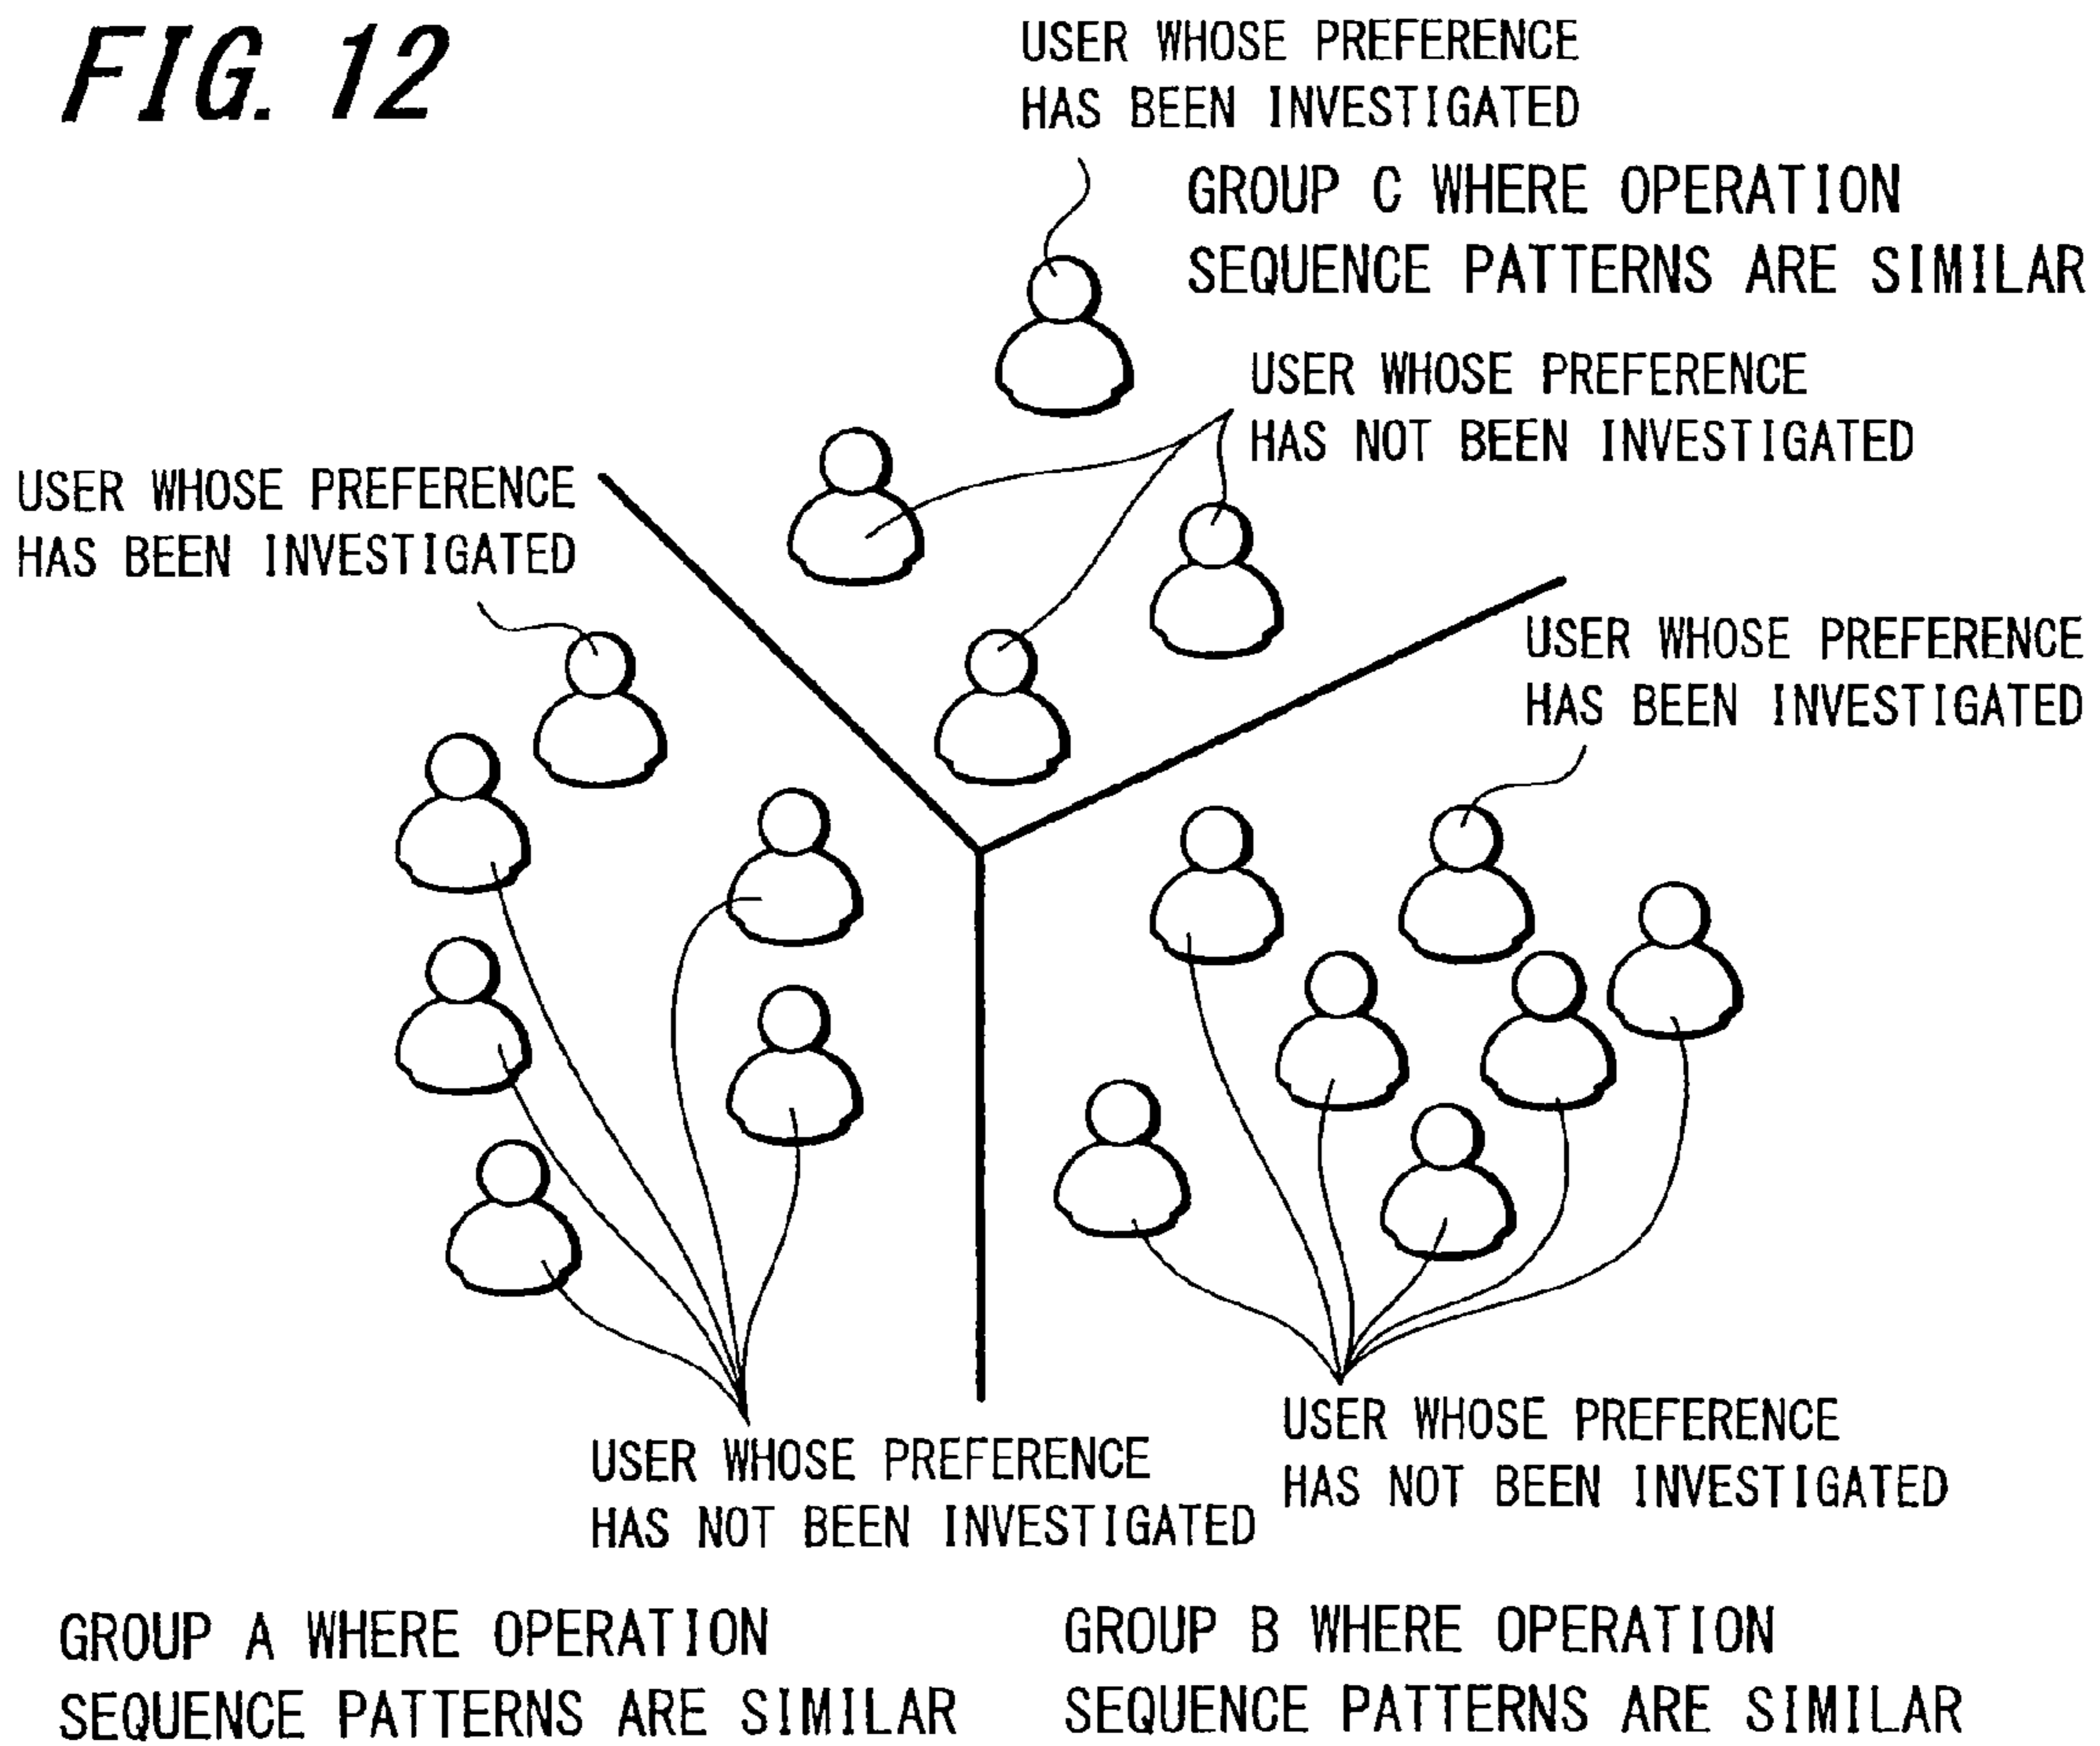 FIG. 12
USER WHOSE PREFERENCE
HAS BEEN INVESTIGATED
GROUP C WHERE OPERATION
SEQUENCE PATTERNS ARE SIMILAR
USER WHOSE PREFERENCE
HAS NOT BEEN INVESTIGATED
USER WHOSE PREFERENCE
HAS BEEN INVESTIGATED
USER WHOSE PREFERENCE
HAS BEEN INVESTIGATED
USER WHOSE PREFERENCE
HAS NOT BEEN INVESTIGATED
USER WHOSE PREFERENCE
HAS NOT BEEN INVESTIGATED
GROUP A WHERE OPERATION
SEQUENCE PATTERNS ARE SIMILAR
GROUP B WHERE OPERATION
SEQUENCE PATTERNS ARE SIMILAR